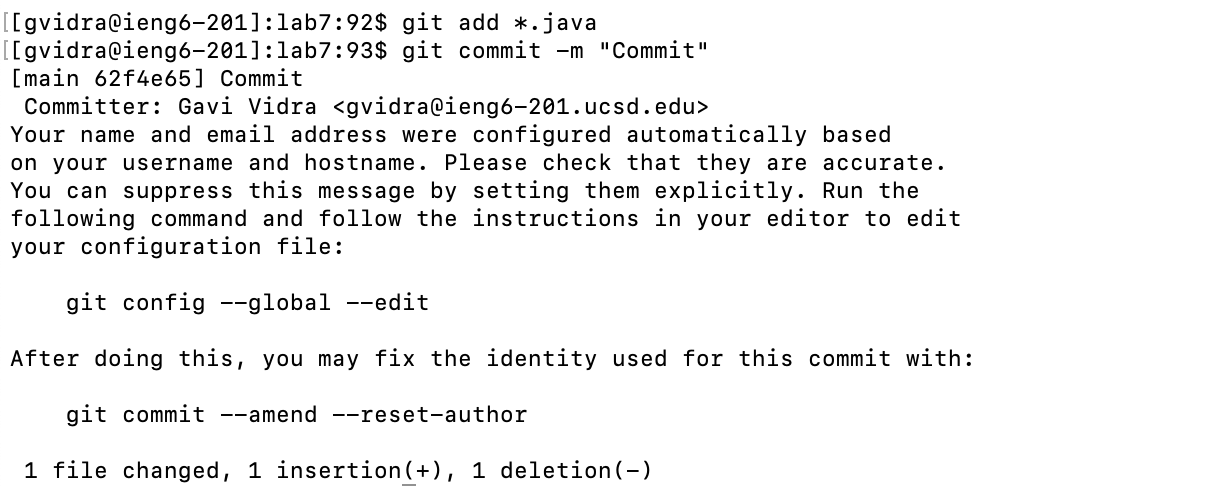 [[gvidra@ieng6-201]:lab7:92$ git add *.java
[[gvidra@ieng6-201]:lab7:93$ git commit -m "Commit"
[main 62f4e65] Commit
 Committer: Gavi Vidra <gvidra@ieng6-201.ucsd.edu>
Your name and email address were configured automatically based
on your username and hostname. Please check that they are accurate.
You can suppress this message by setting them explicitly. Run the
following command and follow the instructions in your editor to edit
your configuration file:

    git config --global --edit

After doing this, you may fix the identity used for this commit with:

    git commit --amend --reset-author

 1 file changed, 1 insertion(+), 1 deletion(-)